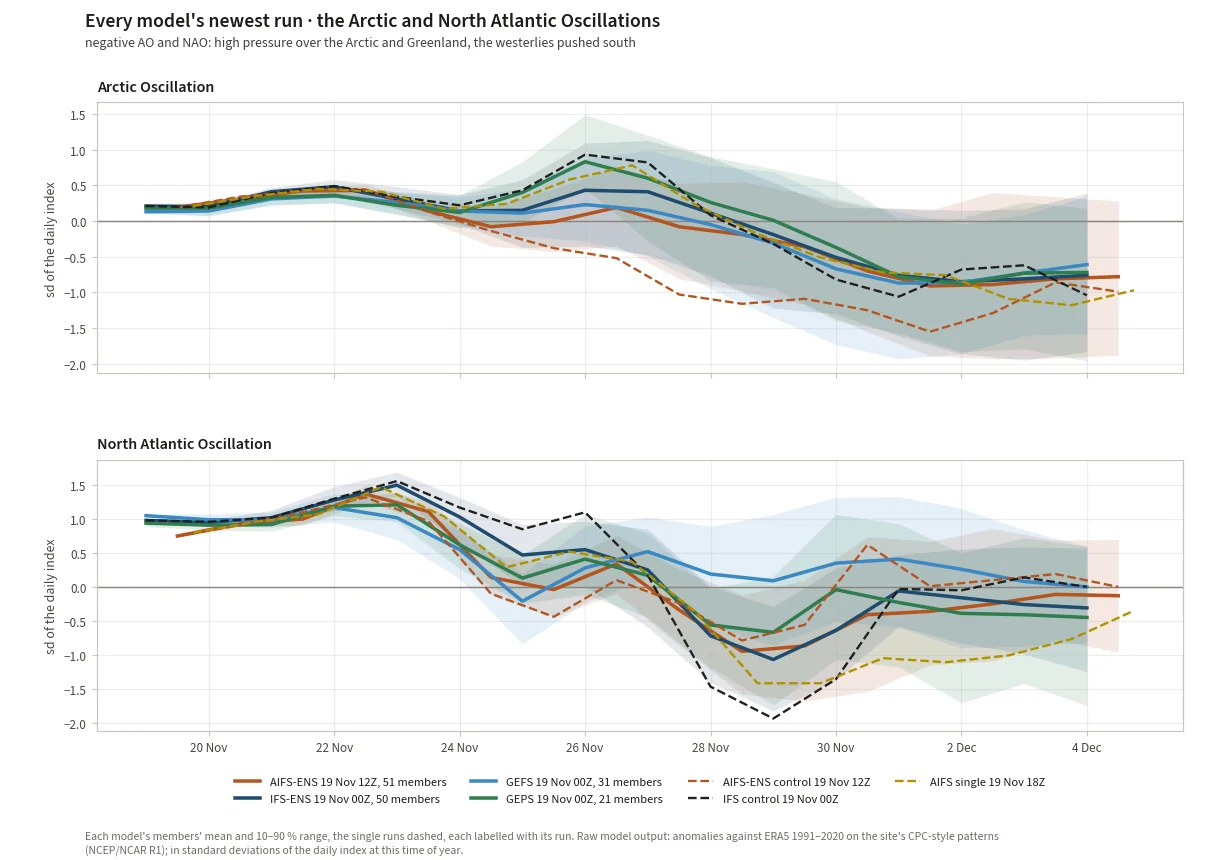 Every model's newest run · the Arctic and North Atlantic Oscillations
negative AO and NAO: high pressure over the Arctic and Greenland, the westerlies pushed south
Arctic Oscillation
1.5
1.0
0.5
0.0
−0.5
−1.0
−1.5
−2.0
sd of the daily index
North Atlantic Oscillation
1.5
1.0
0.5
0.0
−0.5
−1.0
−1.5
−2.0
sd of the daily index
20 Nov 22 Nov 24 Nov 26 Nov 28 Nov 30 Nov 2 Dec 4 Dec
AIFS-ENS 19 Nov 12Z, 51 members GEFS 19 Nov 00Z, 31 members AIFS-ENS control 19 Nov 12Z AIFS single 19 Nov 18Z
IFS-ENS 19 Nov 00Z, 50 members GEPS 19 Nov 00Z, 21 members IFS control 19 Nov 00Z
Each model's members' mean and 10–90 % range, the single runs dashed, each labelled with its run. Raw model output: anomalies against ERA5 1991–2020 on the site's CPC-style patterns
(NCEP/NCAR R1); in standard deviations of the daily index at this time of year.